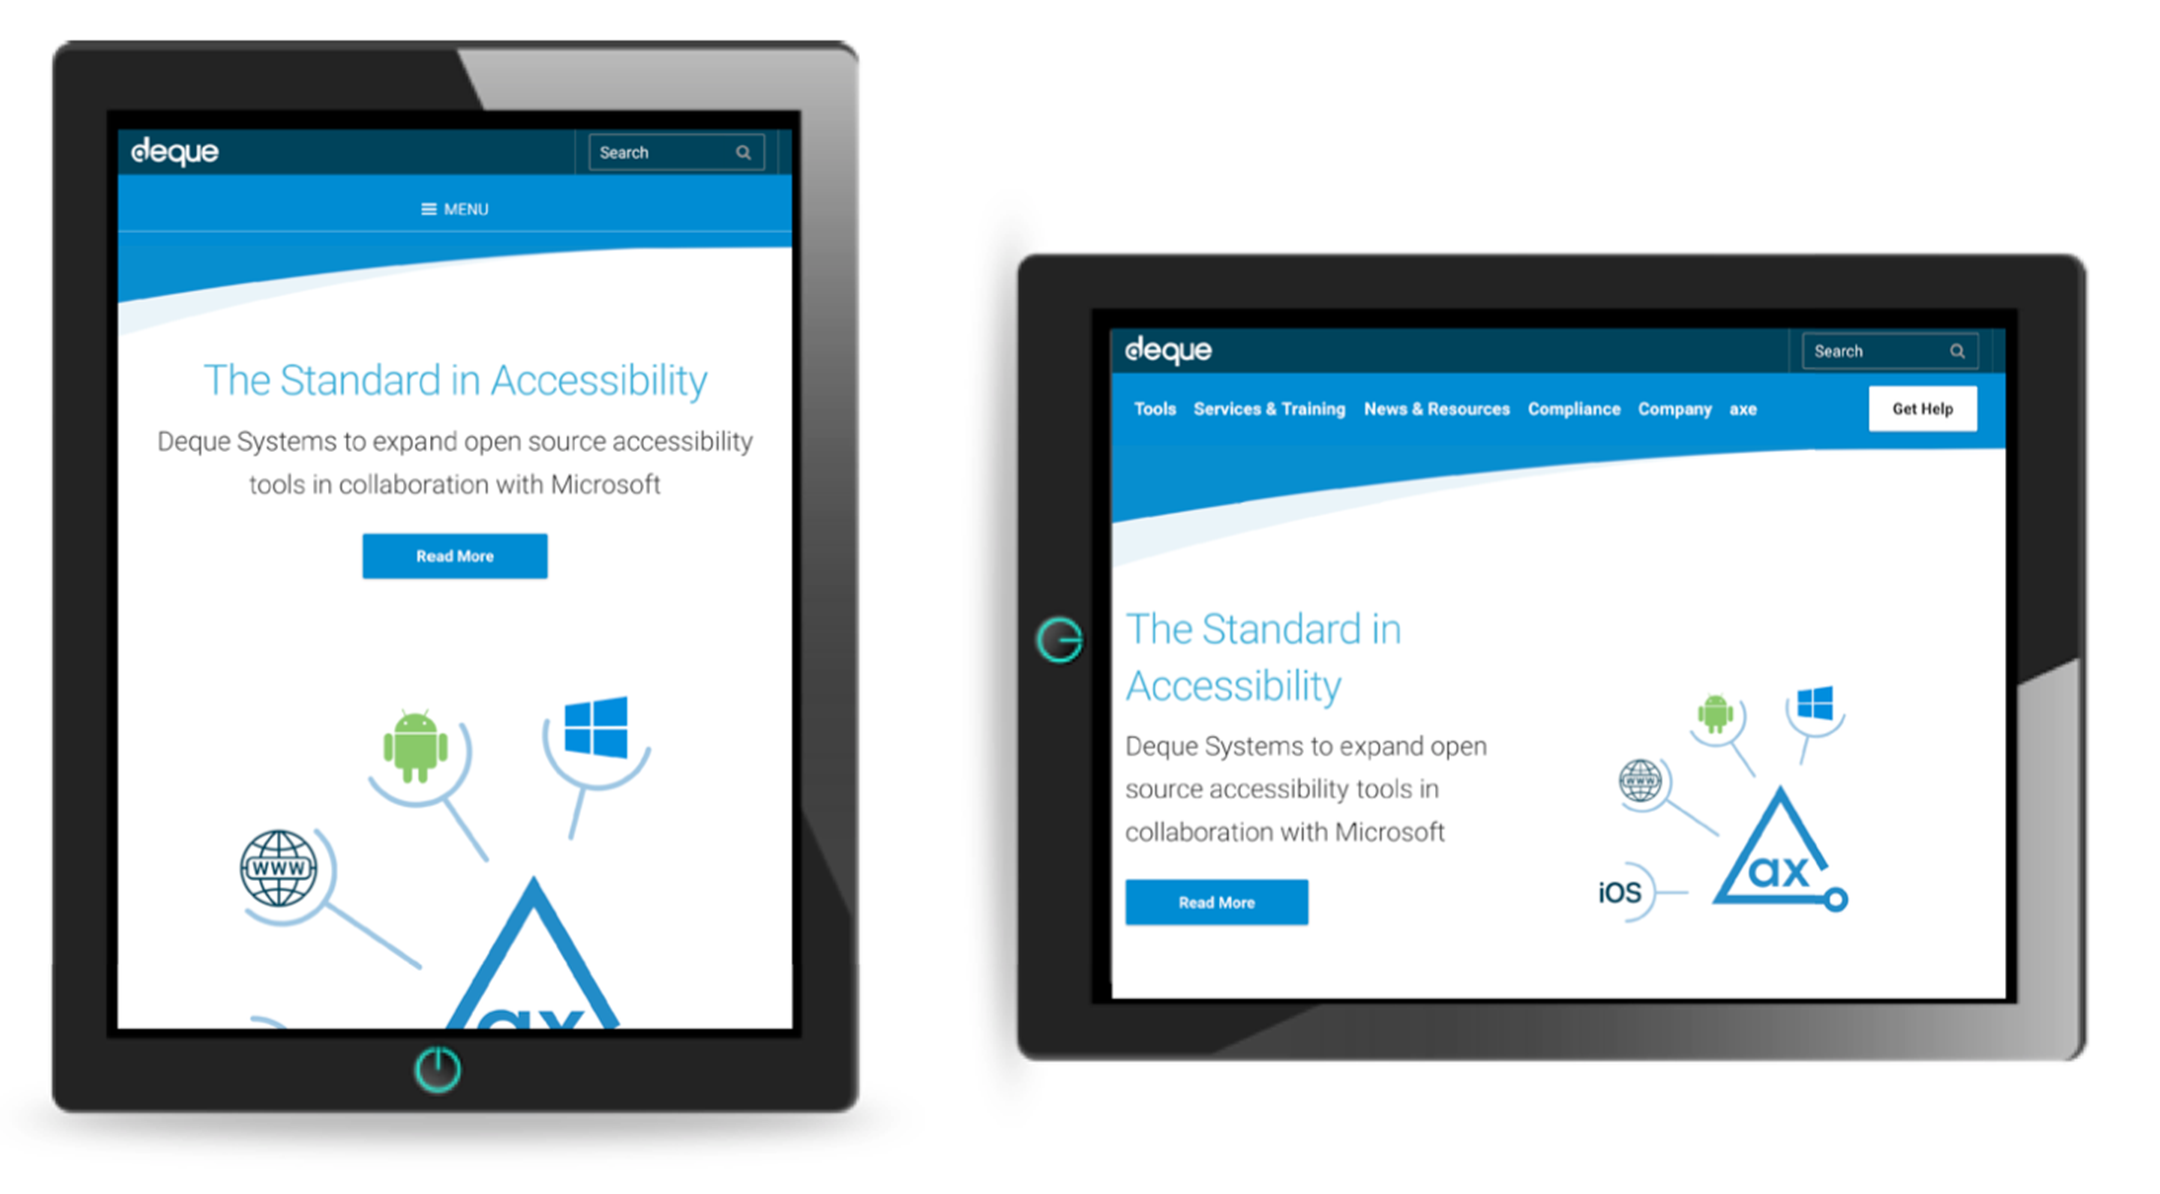 deque
Search
MENU
The Standard in Accessibility
Deque Systems to expand open source accessibility
tools in collaboration with Microsoft
Read More
www
ax
deque
Search
Tools Services & Training News & Resources Compliance Company axe
Get Help
The Standard in
Accessibility
Deque Systems to expand open
source accessibility tools in
collaboration with Microsoft
Read More
www
iOS
ax